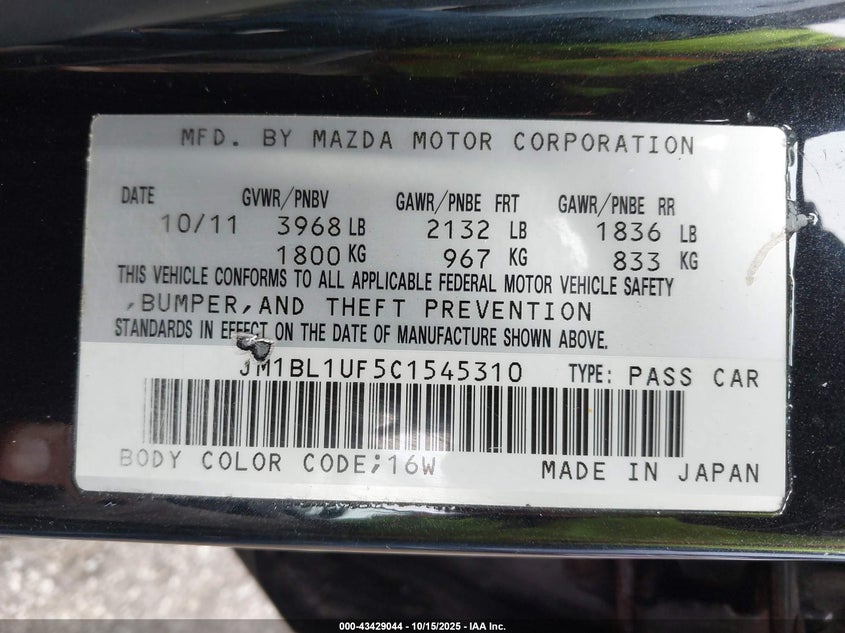 MFD. BY MAZDA MOTOR CORPORATION
DATE GVWR/PNBV GAWR/PNBE FRT GAWR/PNBE RR
10/11 3968 LB 2132 LB 1836 LB
1800 KG 967 KG 833 KG
THIS VEHICLE CONFORMS TO ALL APPLICABLE FEDERAL MOTOR VEHICLE SAFETY
,BUMPER,AND THEFT PREVENTION
STANDARDS IN EFFECT ON THE DATE OF MANUFACTURE SHOWN ABOVE.
JM1BL1UF5C1545310 TYPE: PASS CAR
BODY COLOR CODE;16W MADE IN JAPAN
000-43429044 - 10/15/2025 - IAA Inc.